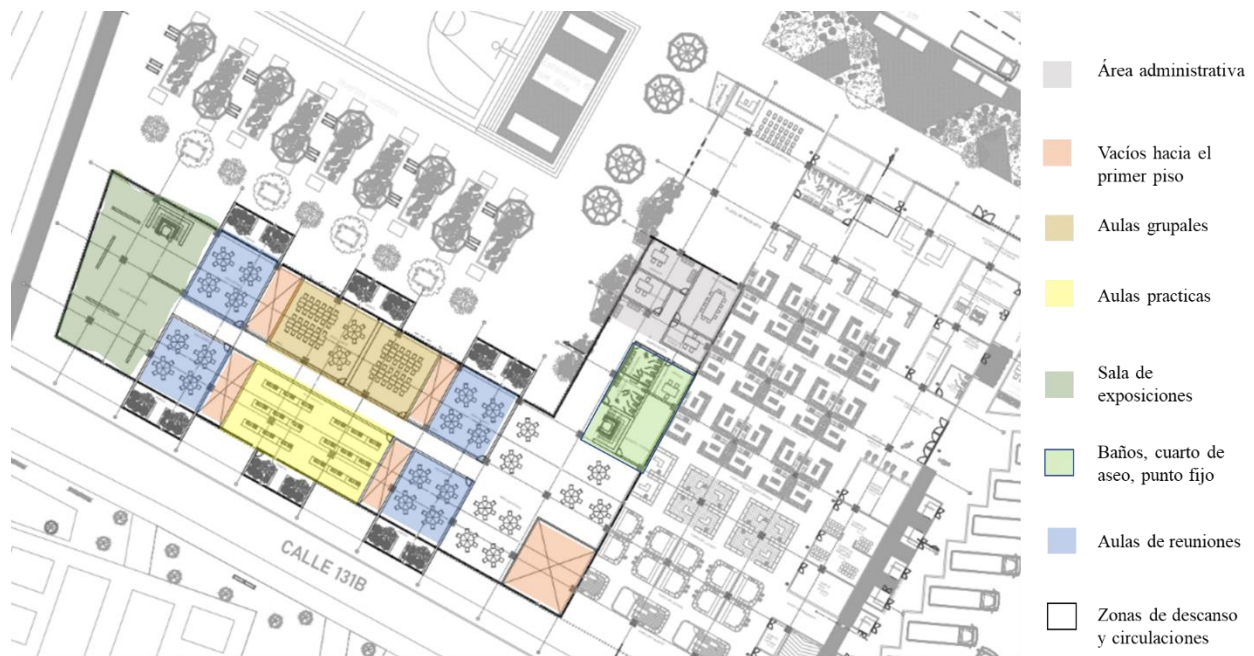 Área administrativa
Vacíos hacia el
primer piso
Aulas grupales
Aulas practicas
Sala de
exposiciones
Baños, cuarto de
aseo, punto fijo
Aulas de reuniones
Zonas de descanso
y circulaciones
CALLE 131B